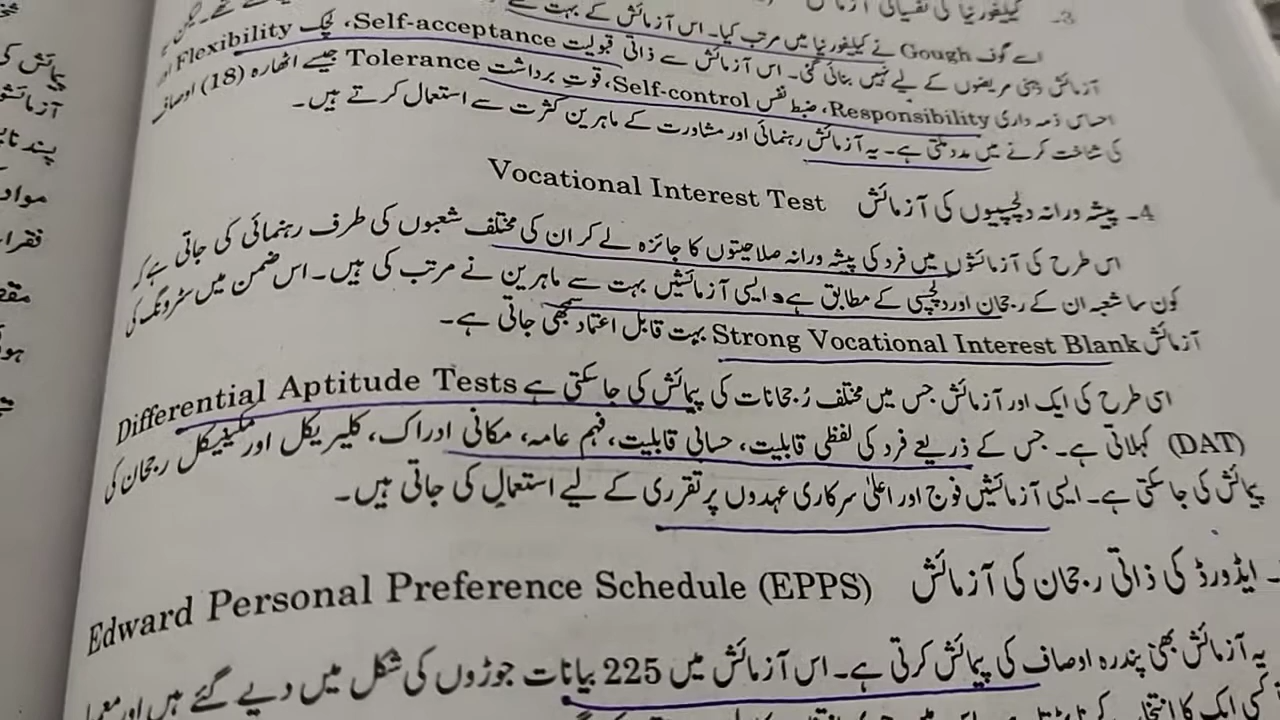 3۔ کیلیفورنیا کی نفسیاتی آزمائش
اے گوف Gough نے کیلیفورنیا میں مرتب کیا۔ اس آزمائش کے بہت سے
آزمائش ذہنی مریضوں کے لیے نہیں بنائی گئی۔ اس آزمائش سے ذاتی قبولیت Self-acceptance، لچک Flexibility
احساس ذمہ داری Responsibility، ضبط نفس Self-control، قوتِ برداشت Tolerance جیسے اٹھارہ (18) اوصاف
کی شناخت کرنے میں مدد ملتی ہے۔ یہ آزمائش رہنمائی اور مشاورت کے ماہرین کثرت سے استعمال کرتے ہیں۔
4۔ پیشہ ورانہ دلچسپیوں کی آزمائش Vocational Interest Test
اس طرح کی آزمائشوں میں فرد کی پیشہ ورانہ صلاحیتوں کا جائزہ لے کر ان کی مختلف شعبوں کی طرف رہنمائی کی جاتی ہے کہ
کون سا شعبہ ان کے رجحان اور دلچسپی کے مطابق ہے۔ ایسی آزمائشیں بہت سے ماہرین نے مرتب کی ہیں۔ اس ضمن میں سٹرونگ کی
آزمائش Strong Vocational Interest Blank بہت قابل اعتماد سمجھی جاتی ہے۔
اسی طرح کی ایک اور آزمائش جس میں مختلف رُجحانات کی پیمائش کی جا سکتی ہے Differential Aptitude Tests
(DAT) کہلاتی ہے۔ جس کے ذریعے فرد کی لفظی قابلیت، حسابی قابلیت، فہم عامہ، مکانی ادراک، کلیریکل اور مکینیکل رجحان کی
پیمائش کی جا سکتی ہے۔ ایسی آزمائشیں فوج اور اعلیٰ سرکاری عہدوں پر تقرری کے لیے استعمال کی جاتی ہیں۔
۔ ایڈورڈ کی ذاتی رجحان کی آزمائش Edward Personal Preference Schedule (EPPS)
یہ آزمائش بھی پندرہ اوصاف کی پیمائش کرتی ہے۔ اس آزمائش میں 225 بیانات جوڑوں کی شکل میں دیے گئے ہیں اور
کسی ایک کا انتخاب